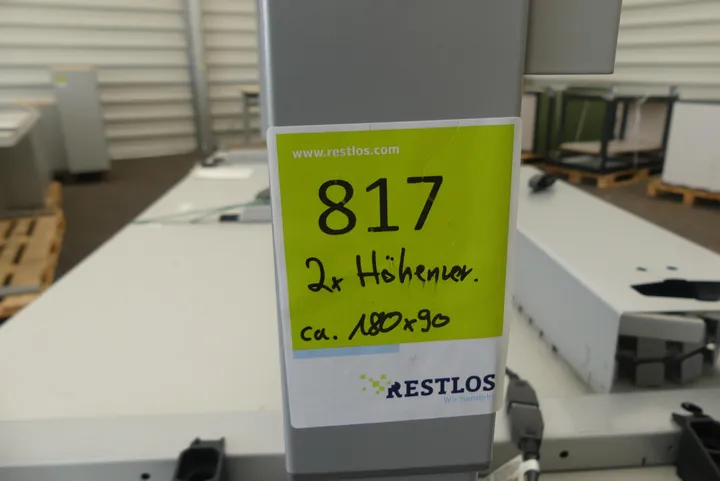 www.restlos.com
817
2x Höhenver.
ca. 180x90
RESTLOS